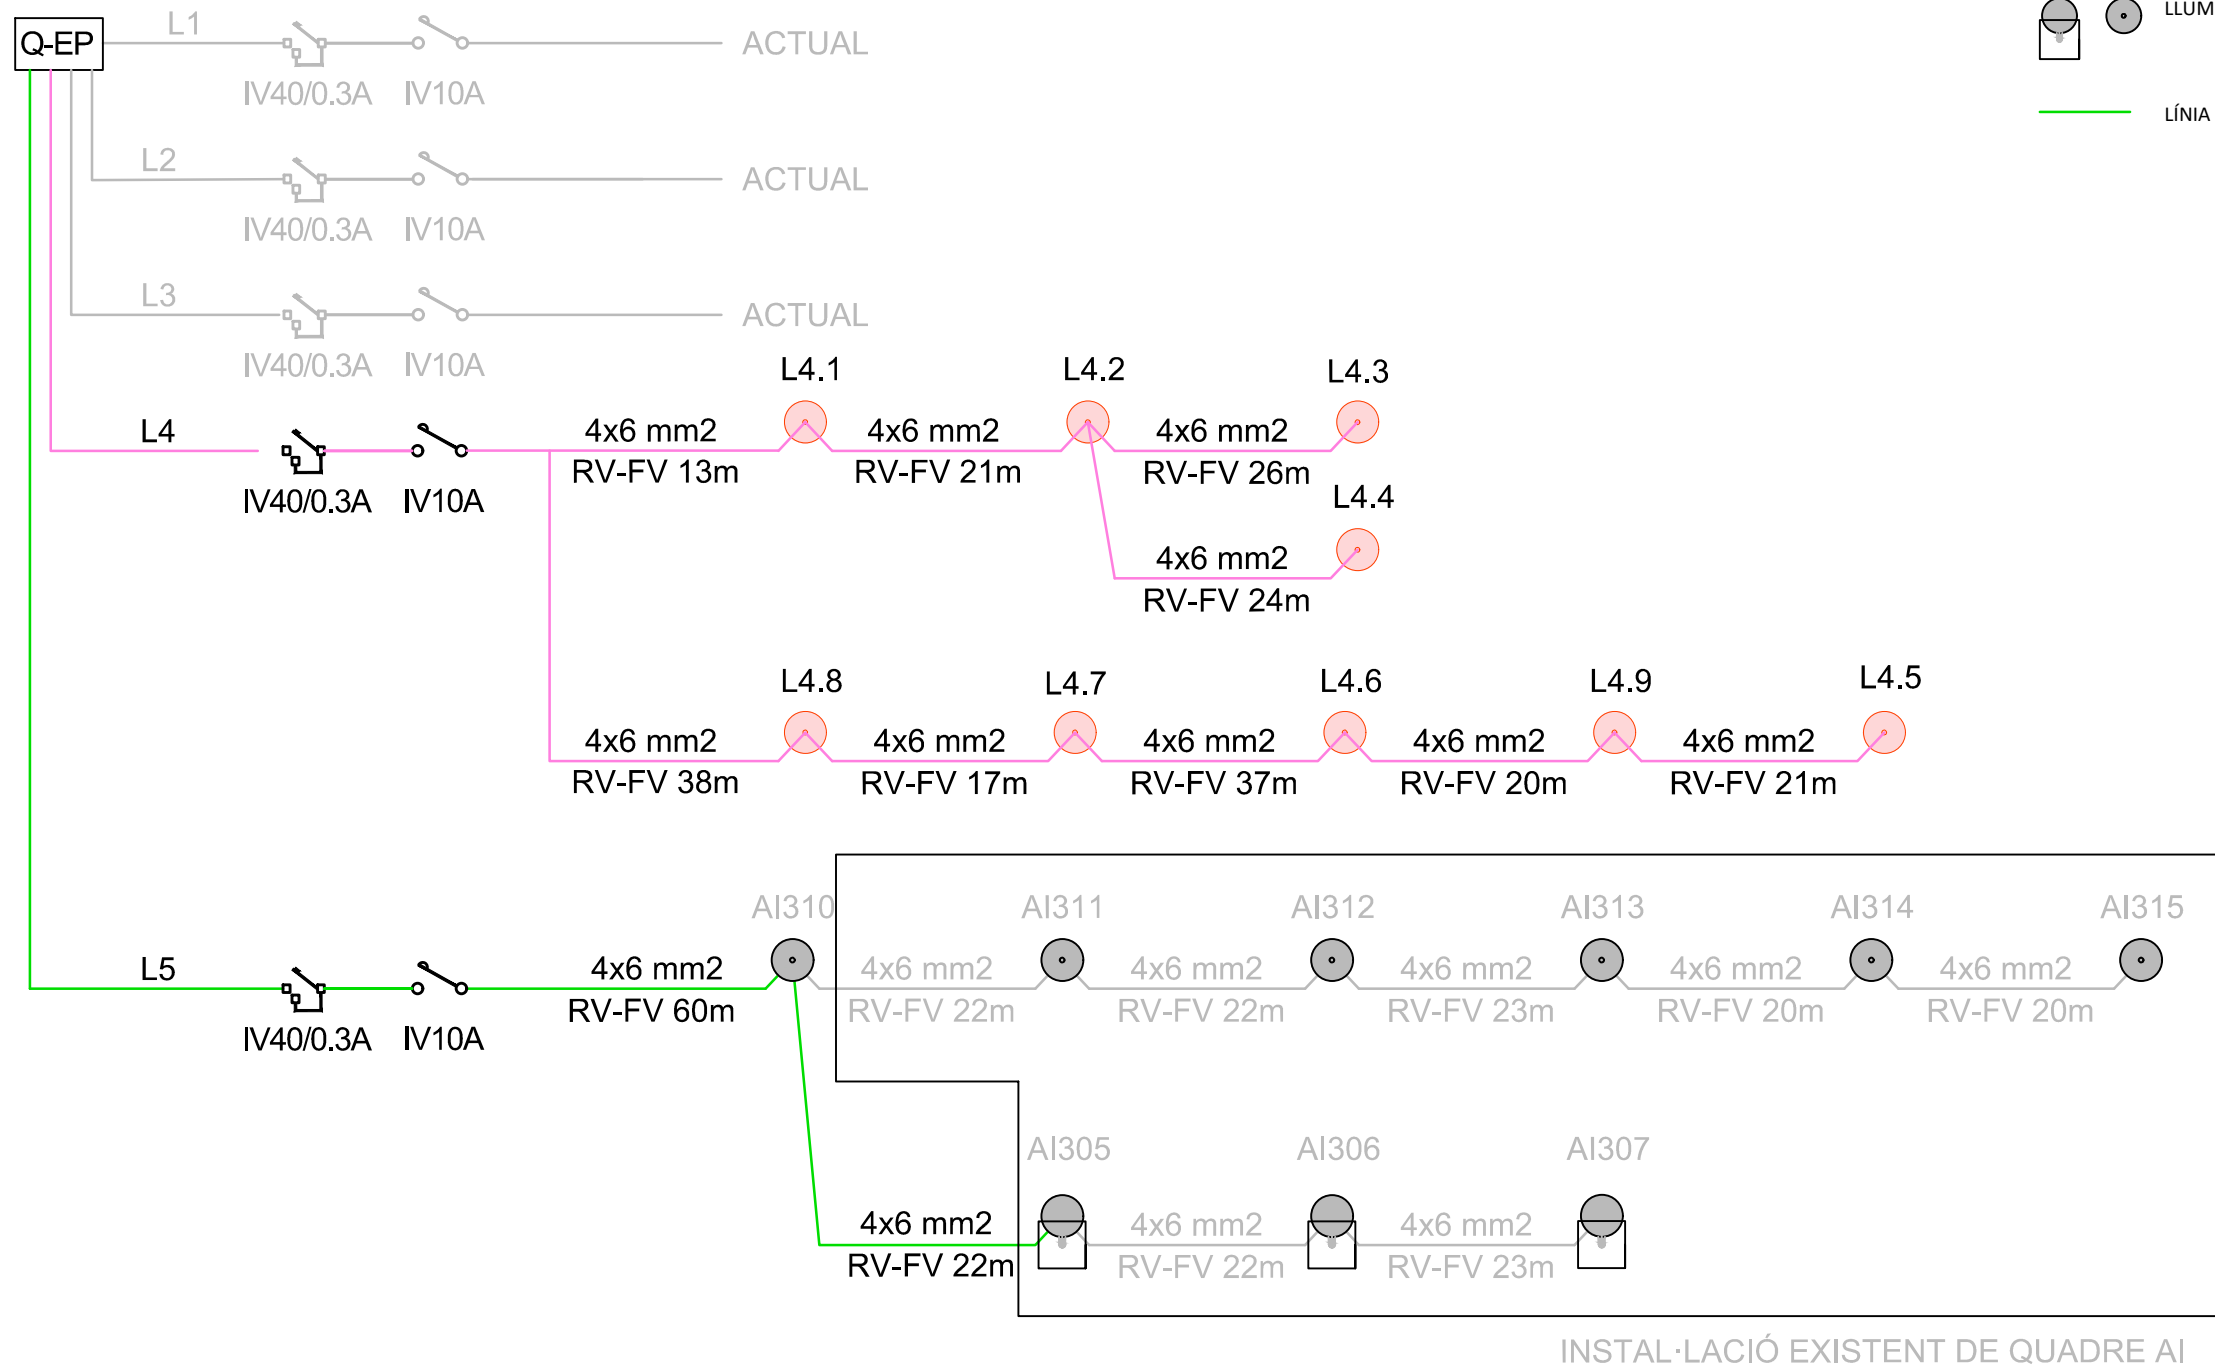 Q-EP
L1
IV40/0.3A IV10A
ACTUAL
LLUM
LÍNIA
L2
IV40/0.3A IV10A
ACTUAL
L3
IV40/0.3A IV10A
ACTUAL
L4
IV40/0.3A IV10A
L4.1
L4.2
L4.3
4x6 mm2
RV-FV 13m
4x6 mm2
RV-FV 21m
4x6 mm2
RV-FV 26m
L4.4
4x6 mm2
RV-FV 24m
L4.8
L4.7
L4.6
L4.9
L4.5
4x6 mm2
RV-FV 38m
4x6 mm2
RV-FV 17m
4x6 mm2
RV-FV 37m
4x6 mm2
RV-FV 20m
4x6 mm2
RV-FV 21m
L5
IV40/0.3A IV10A
AI310
AI311
AI312
AI313
AI314
AI315
4x6 mm2
RV-FV 60m
4x6 mm2
RV-FV 22m
4x6 mm2
RV-FV 22m
4x6 mm2
RV-FV 23m
4x6 mm2
RV-FV 20m
4x6 mm2
RV-FV 20m
AI305
AI306
AI307
4x6 mm2
RV-FV 22m
4x6 mm2
RV-FV 22m
4x6 mm2
RV-FV 23m
INSTAL·LACIÓ EXISTENT DE QUADRE AI